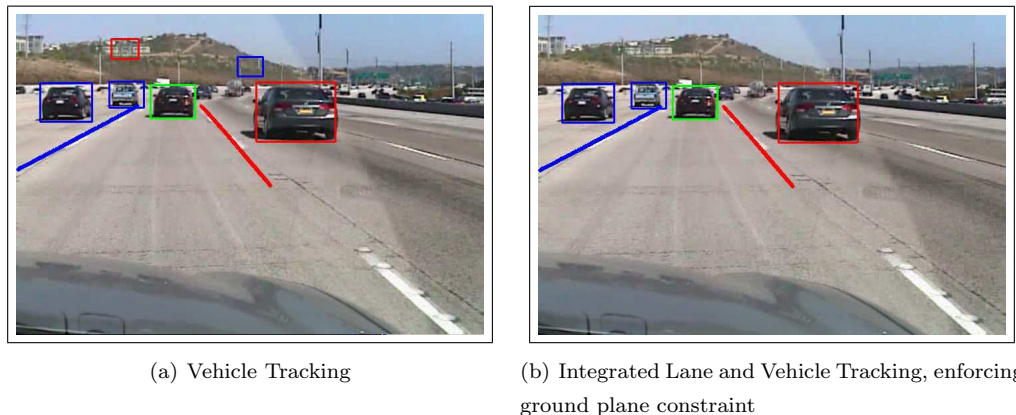 (a) Vehicle Tracking
(b) Integrated Lane and Vehicle Tracking, enforcing
ground plane constraint